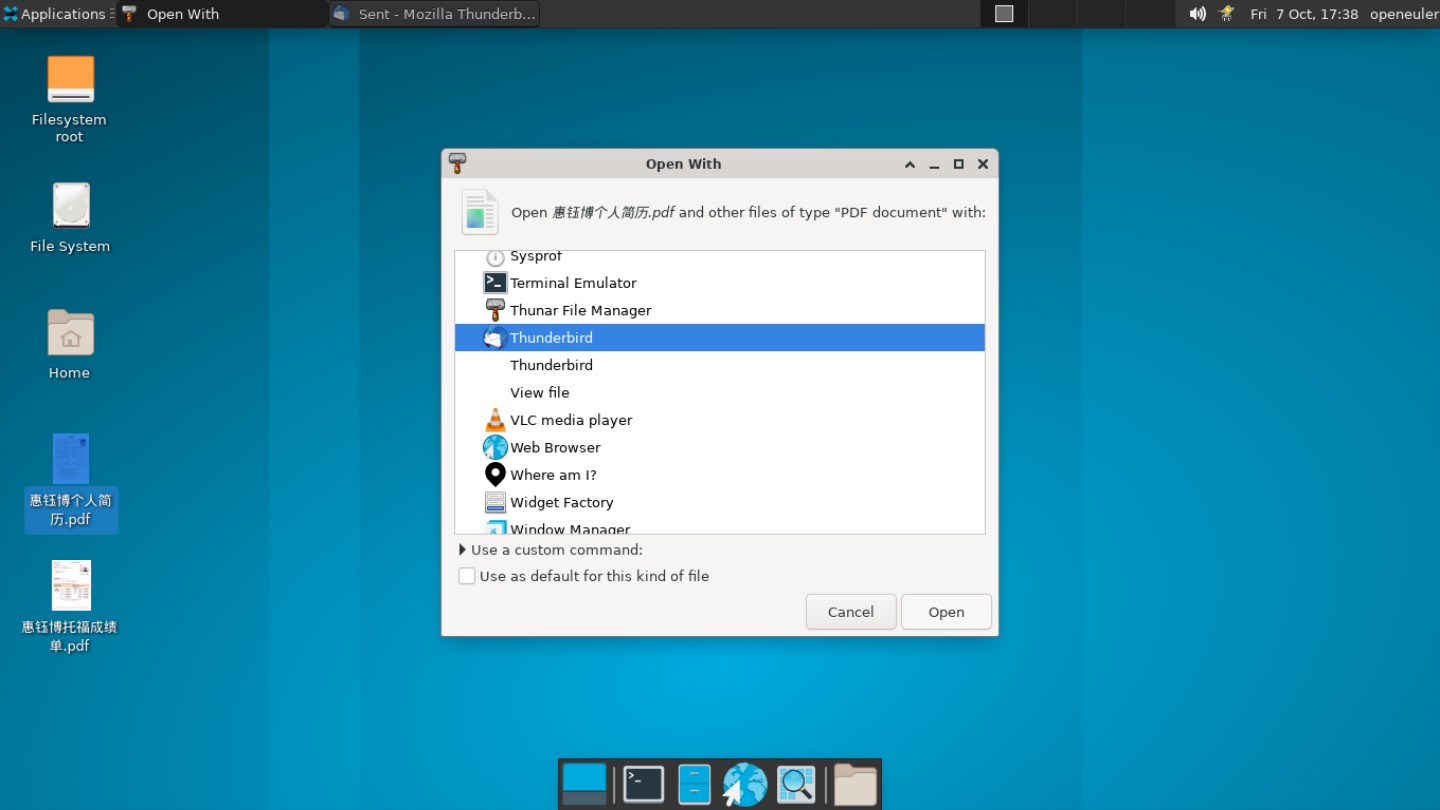 Applications
Open With
Sent - Mozilla Thunderb...
Fri 7 Oct, 17:38
openeuler
Filesystem
root
File System
Home
惠钰博个人简
历.pdf
惠钰博托福成绩
单.pdf
Open With
Open 惠钰博个人简历.pdf and other files of type "PDF document" with:
Sysprof
Terminal Emulator
Thunar File Manager
Thunderbird
Thunderbird
View file
VLC media player
Web Browser
Where am I?
Widget Factory
Window Manager
Use a custom command:
Use as default for this kind of file
Cancel
Open